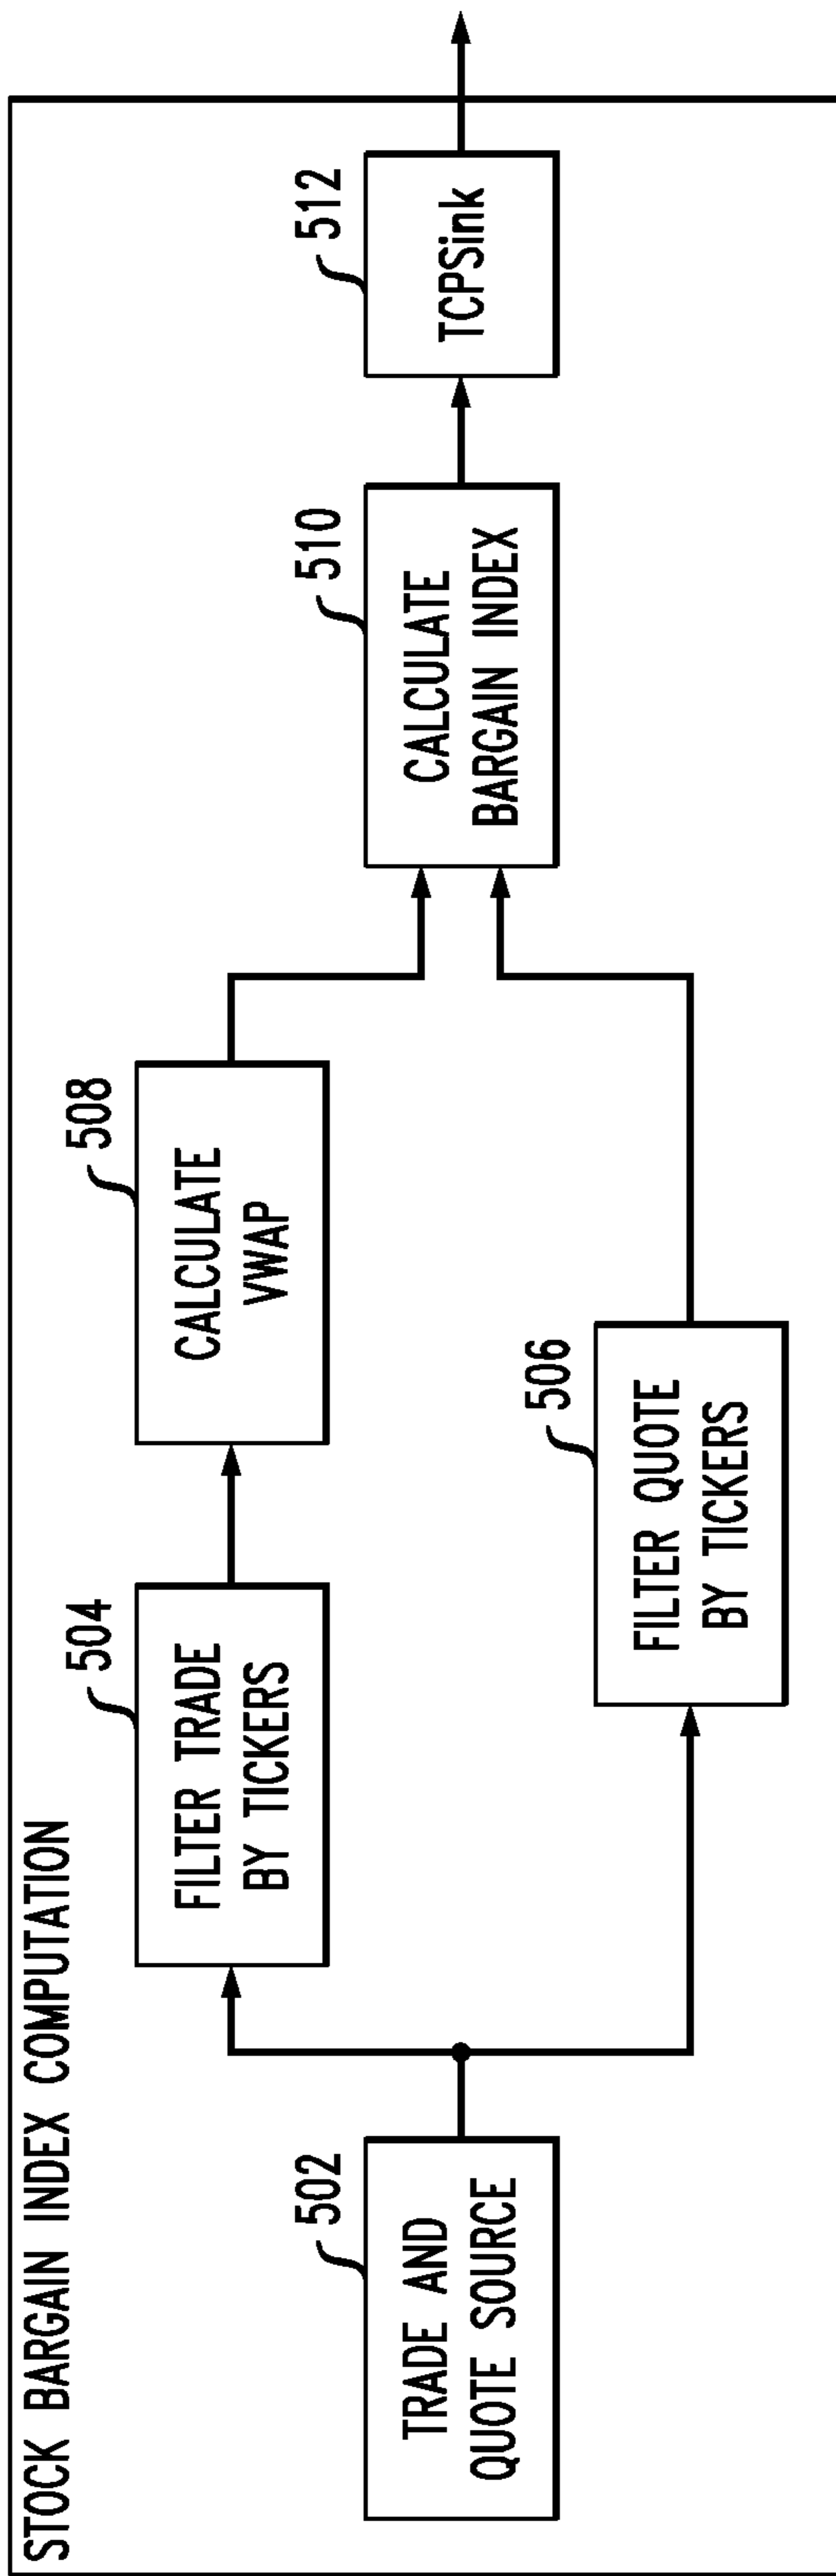 STOCK BARGAIN INDEX COMPUTATION
502
TRADE AND
QUOTE SOURCE
504
FILTER TRADE
BY TICKERS
506
FILTER QUOTE
BY TICKERS
508
CALCULATE
VWAP
510
CALCULATE
BARGAIN INDEX
512
TCPSink